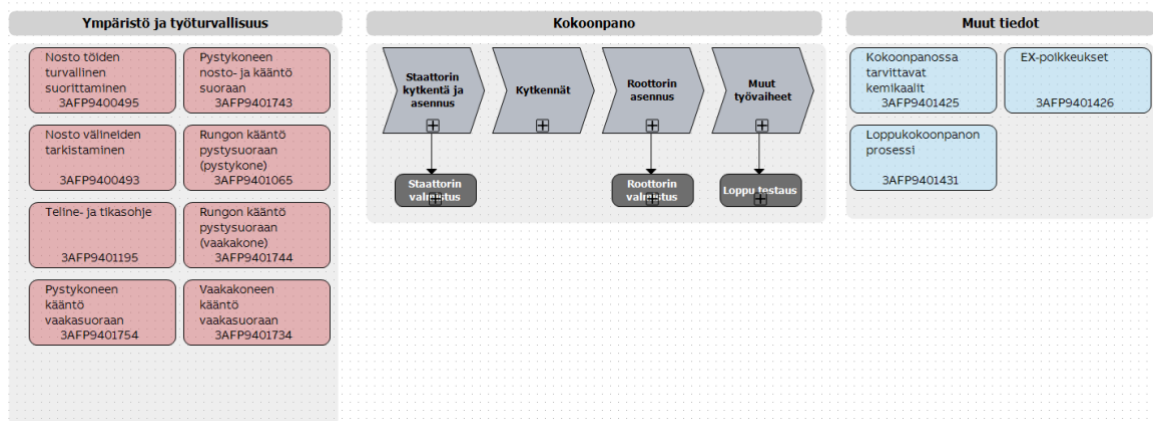 Ympäristö ja työturvallisuus
Nosto töiden
turvallinen
suorittaminen
3AFP9400495
Pystykoneen
nosto- ja kääntö
suoraan
3AFP9401743
Nosto välineiden
tarkistaminen
3AFP9400493
Rungon kääntö
pystysuoraan
(pystykone)
3AFP9401065
Teline- ja tikasohje
3AFP9401195
Rungon kääntö
pystysuoraan
(vaakakone)
3AFP9401744
Pystykoneen
kääntö
vaakasuoraan
3AFP9401754
Vaakakoneen
kääntö
vaakasuoraan
3AFP9401734
Kokoonpano
Staattorin
kytkentä ja
asennus
Kytkennät
Roottorin
asennus
Muut
työvaiheet
Staattorin
valmistus
Roottorin
valmistus
Loppu testaus
Muut tiedot
Kokoonpanossa
tarvittavat
kemikaalit
3AFP9401425
EX-poikkeukset
3AFP9401426
Loppukokoonpanon
prosessi
3AFP9401431